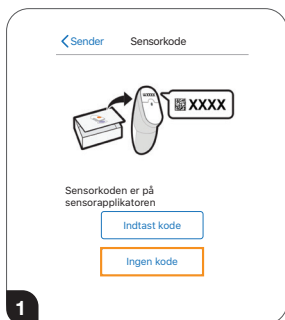 Sender Sensorkode
XXXX
Sensorkoden er på
sensorapplikatoren
Indtast kode
Ingen kode
1